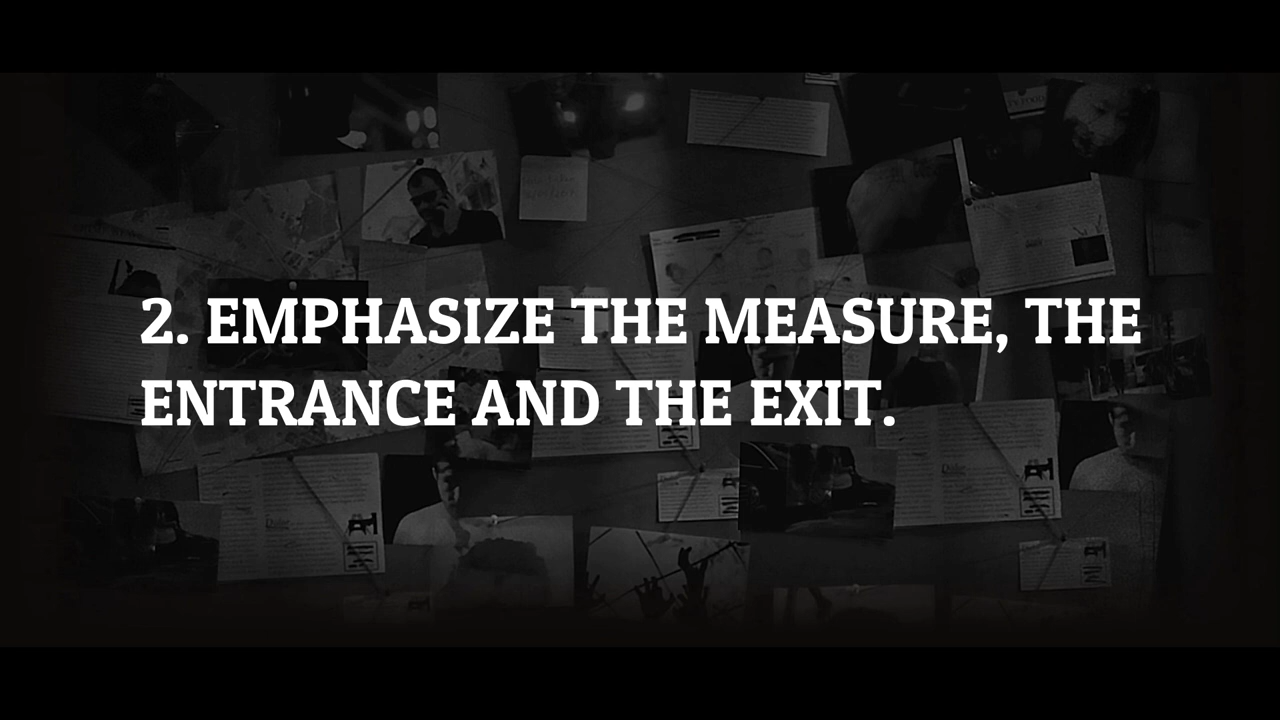 2. EMPHASIZE THE MEASURE, THE
ENTRANCE AND THE EXIT.